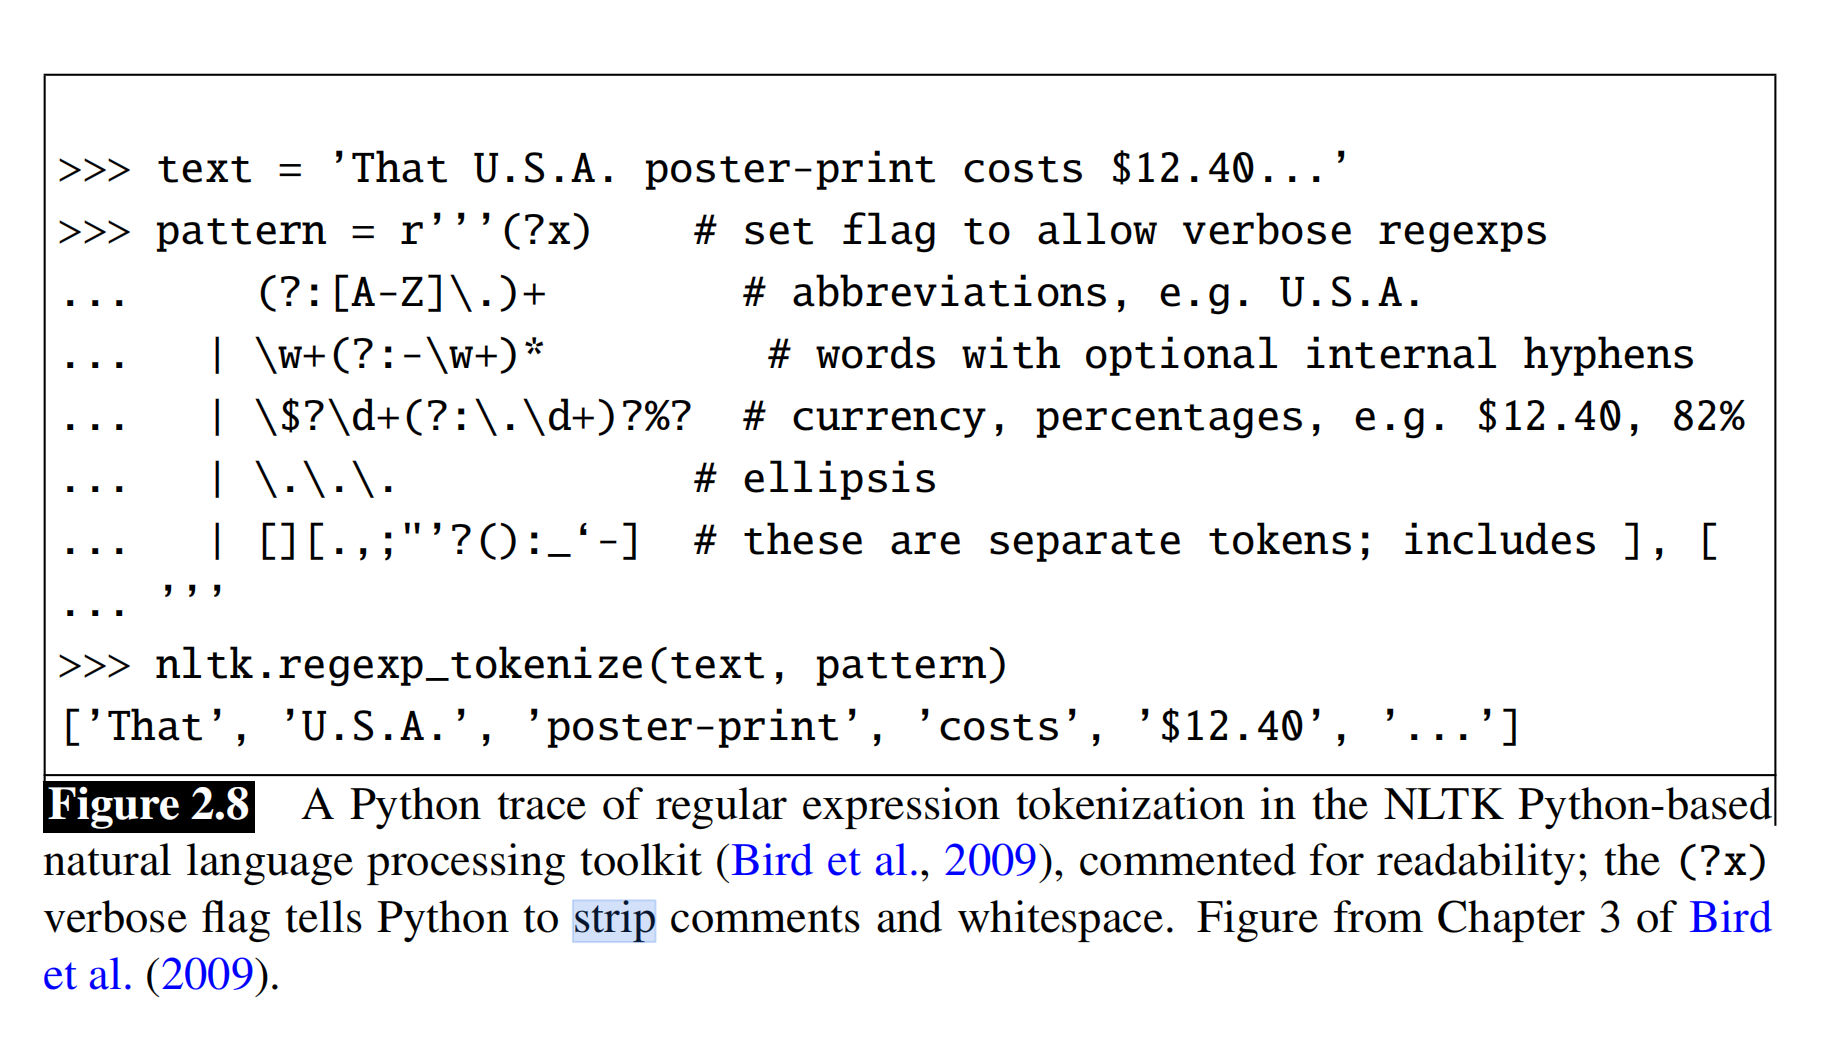 >>> text = ’That U.S.A. poster-print costs $12.40...’
>>> pattern = r’’’(?x)    # set flag to allow verbose regexps
...     (?:[A-Z]\.)+        # abbreviations, e.g. U.S.A.
...   | \w+(?:-\w+)*         # words with optional internal hyphens
...   | \$?\d+(?:\.\d+)?%?  # currency, percentages, e.g. $12.40, 82%
...   | \.\.\.            # ellipsis
...   | [][.,;"’?():_‘-]  # these are separate tokens; includes ], [
... ’’’
>>> nltk.regexp_tokenize(text, pattern)
[’That’, ’U.S.A.’, ’poster-print’, ’costs’, ’$12.40’, ’...’]
Figure 2.8 A Python trace of regular expression tokenization in the NLTK Python-based
natural language processing toolkit (Bird et al., 2009), commented for readability; the (?x)
verbose flag tells Python to strip comments and whitespace. Figure from Chapter 3 of Bird
et al. (2009).